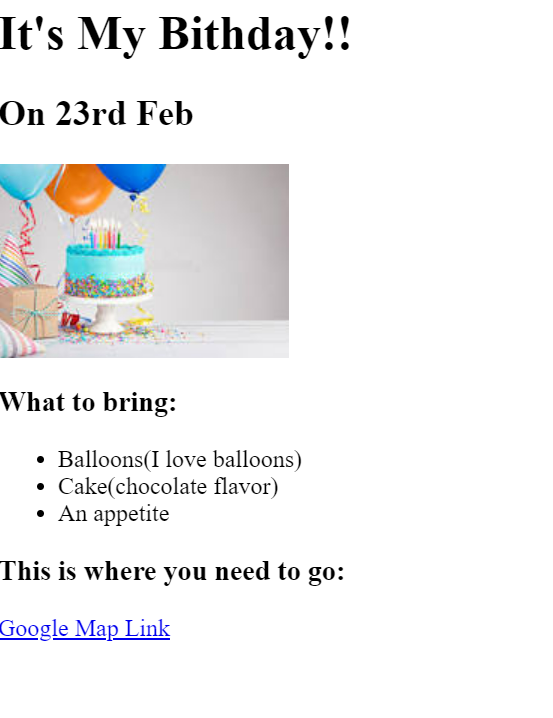 It's My Bithday!!
On 23rd Feb
What to bring:
Balloons(I love balloons)
Cake(chocolate flavor)
An appetite
This is where you need to go:
Google Map Link